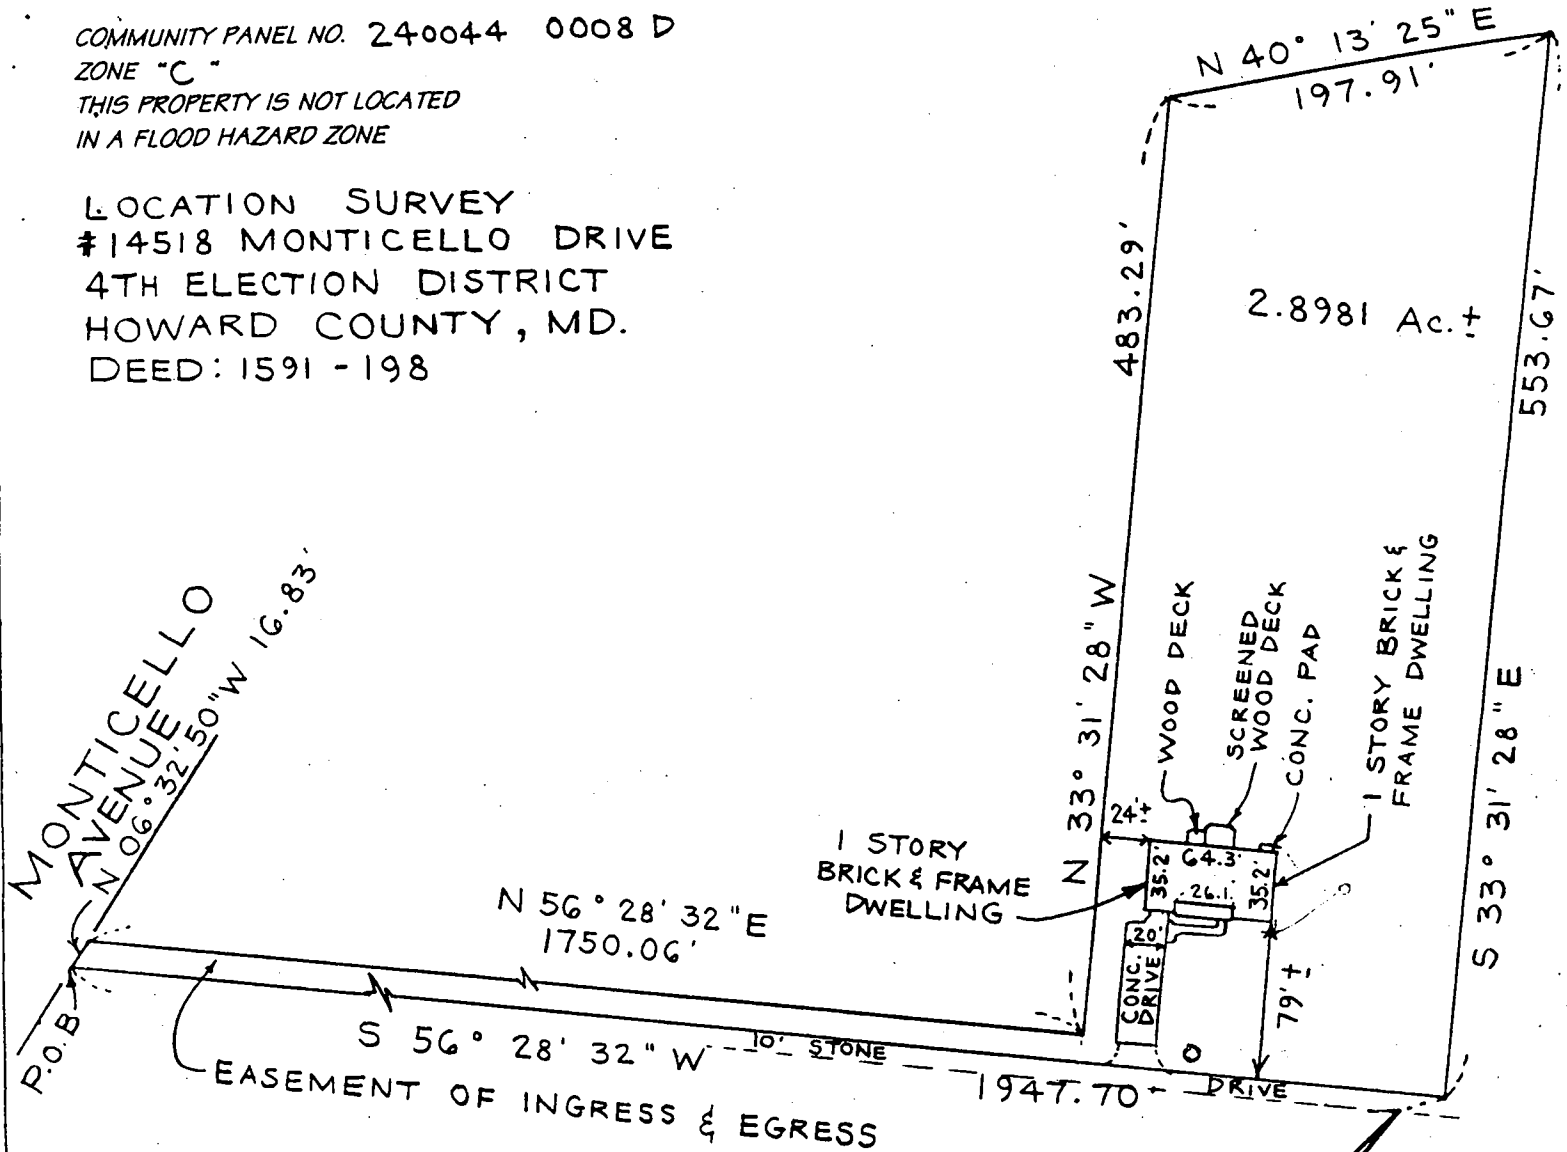 COMMUNITY PANEL NO. 240044 0008 D
ZONE "C"
THIS PROPERTY IS NOT LOCATED
IN A FLOOD HAZARD ZONE
LOCATION SURVEY
#14518 MONTICELLO DRIVE
4TH ELECTION DISTRICT
HOWARD COUNTY, MD.
DEED: 1591 - 198
N 40° 13' 25" E
197.91'
483.29'
N 33° 31' 28" W
2.8981 Ac. ±
553.67'
S 33° 31' 28" E
MONTICELLO
AVENUE
N 06° 32' 50" W 16.83'
P.O.B
N 56° 28' 32" E
1750.06'
S 56° 28' 32" W
1947.70
EASEMENT OF INGRESS & EGRESS
10' STONE
DRIVE
1 STORY
BRICK & FRAME
DWELLING
WOOD DECK
SCREENED
WOOD DECK
CONC. PAD
1 STORY BRICK &
FRAME DWELLING
24'±
64.3'
35.2'
26.1
35.2'
20'
CONC.
DRIVE
79'±